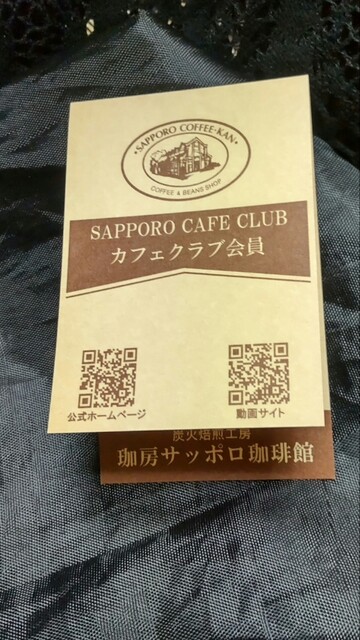 SAPPORO COFFEE-KAN
COFFEE & BEANS SHOP
SAPPORO CAFE CLUB
カフェクラブ会員
公式ホームページ 動画サイト
炭火焙煎工房
珈房サッポロ珈琲館